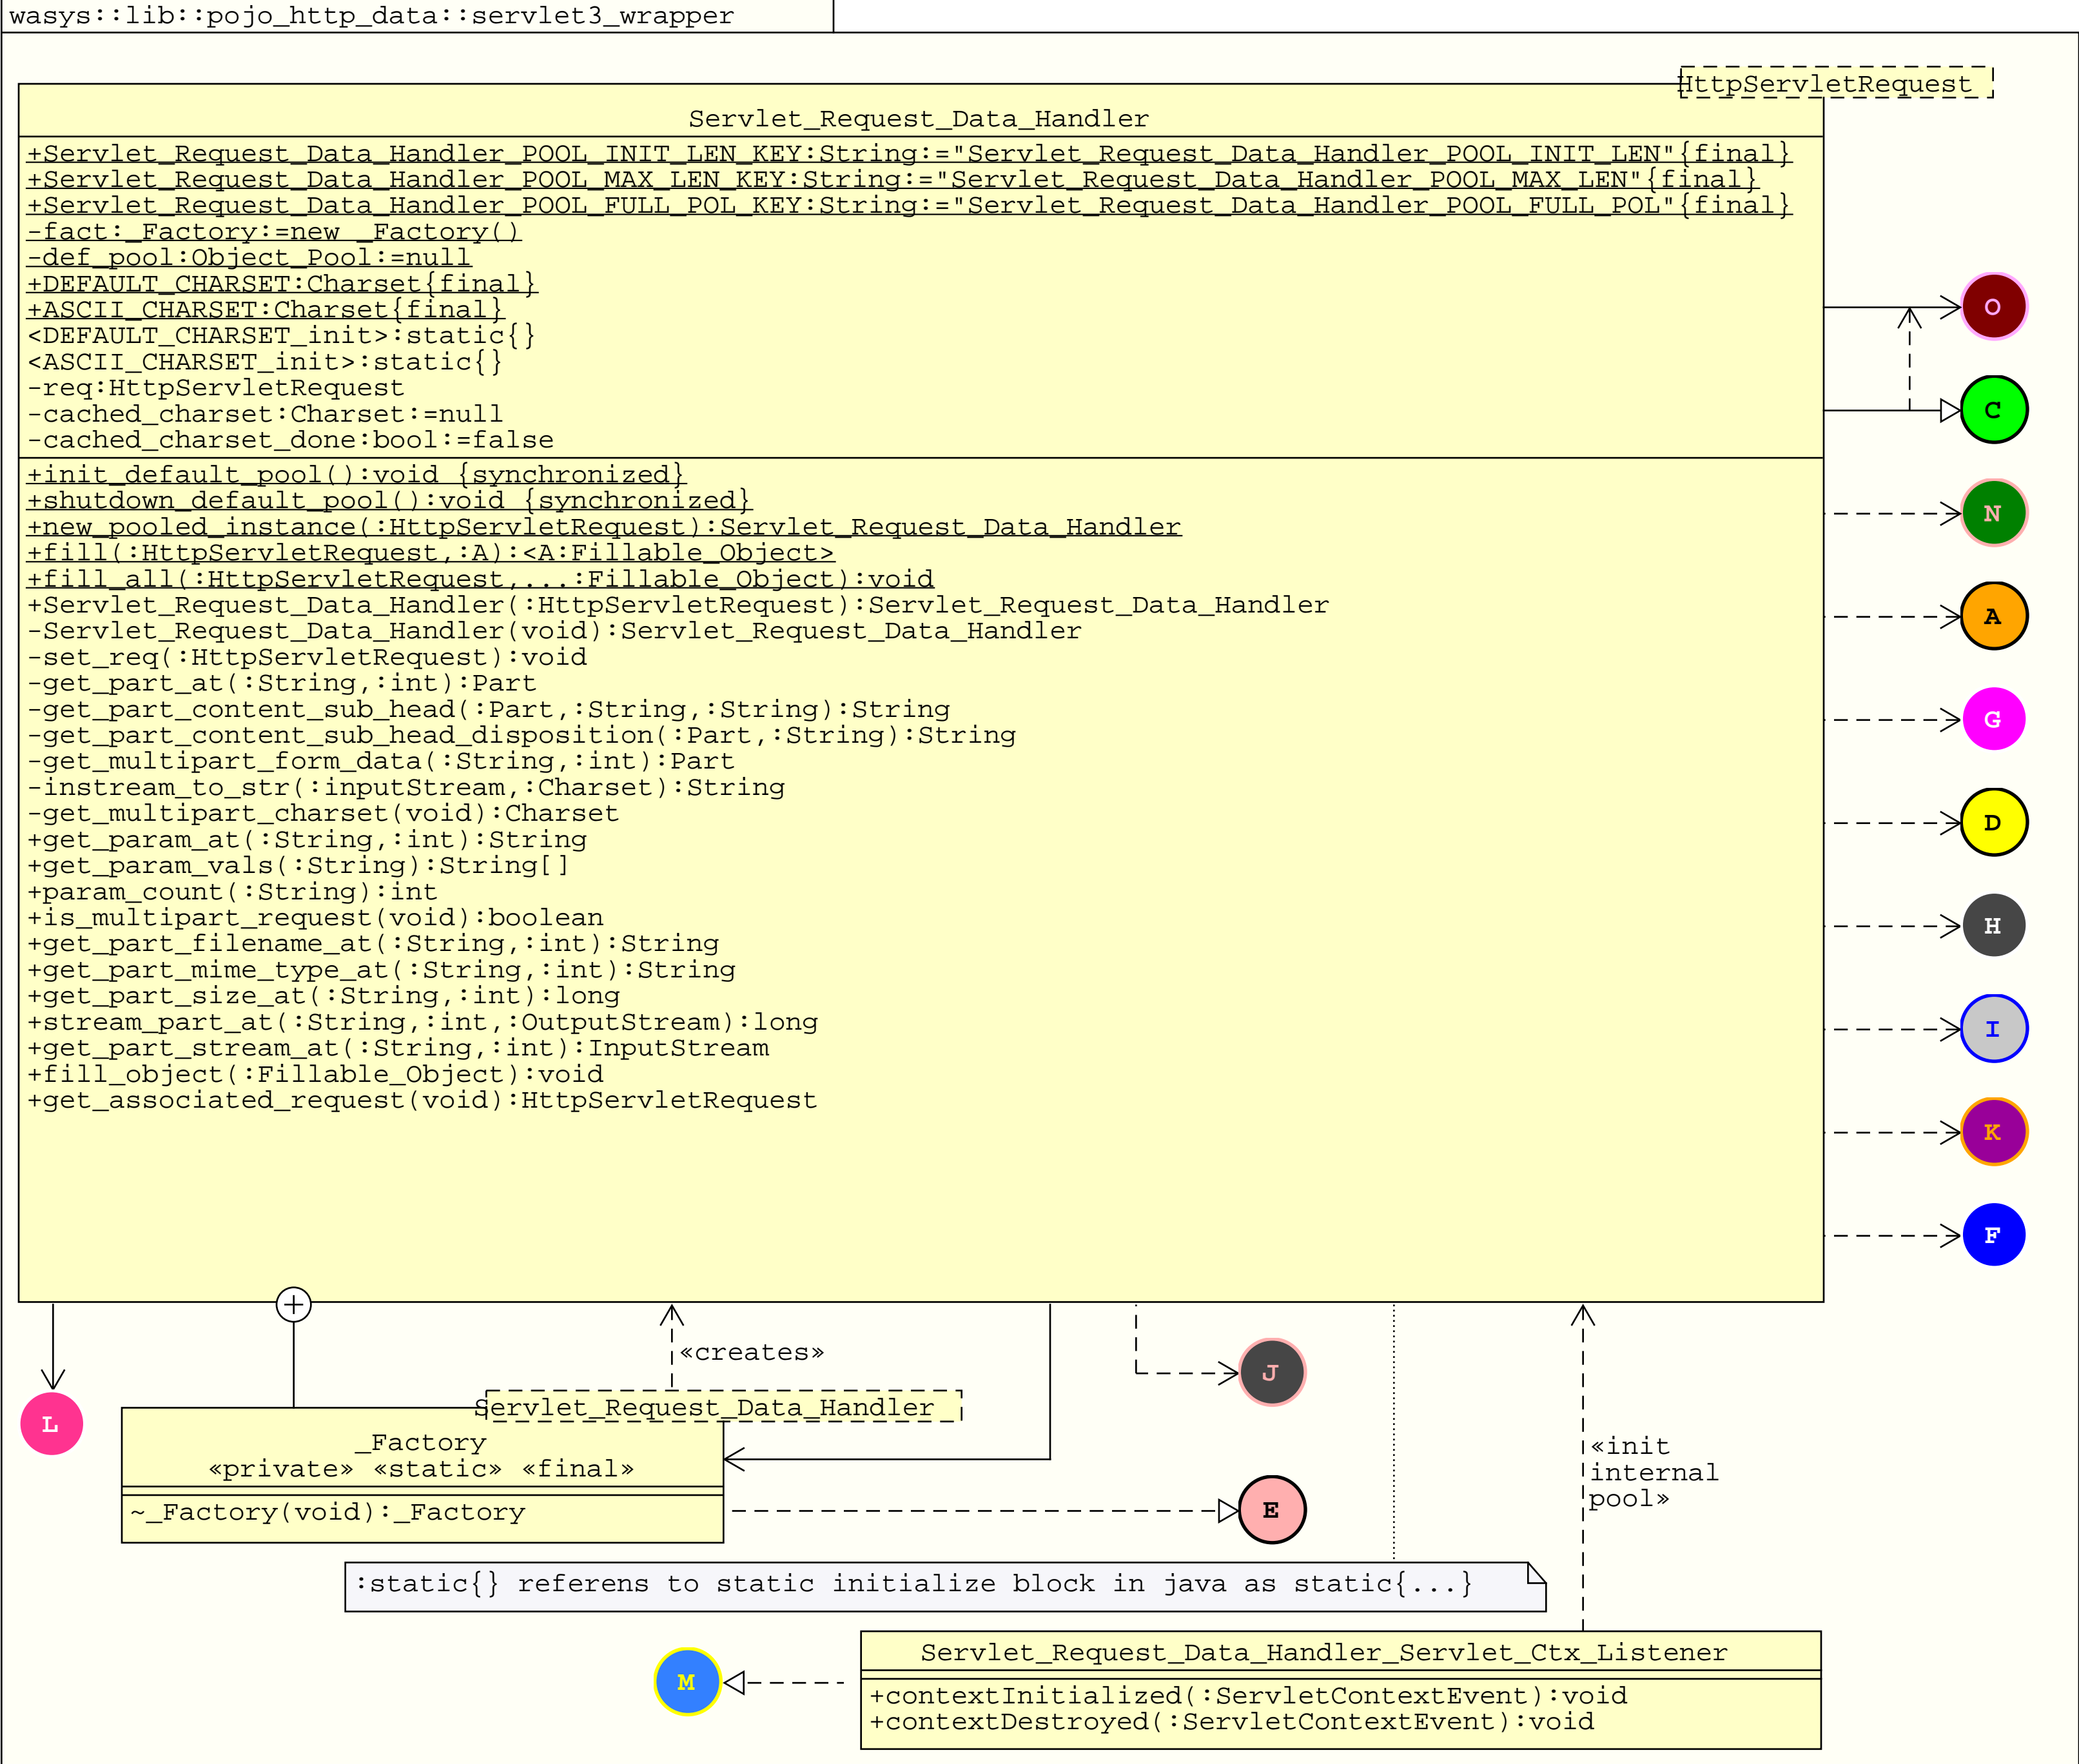 wasys::lib::pojo_http_data::servlet3_wrapper
HttpServletRequest
Servlet_Request_Data_Handler
+Servlet_Request_Data_Handler_POOL_INIT_LEN_KEY:String:="Servlet_Request_Data_Handler_POOL_INIT_LEN"{final}
+Servlet_Request_Data_Handler_POOL_MAX_LEN_KEY:String:="Servlet_Request_Data_Handler_POOL_MAX_LEN"{final}
+Servlet_Request_Data_Handler_POOL_FULL_POL_KEY:String:="Servlet_Request_Data_Handler_POOL_FULL_POL"{final}
-fact:_Factory:=new _Factory()
-def_pool:Object_Pool:=null
+DEFAULT_CHARSET:Charset{final}
+ASCII_CHARSET:Charset{final}
<DEFAULT_CHARSET_init>:static{}
<ASCII_CHARSET_init>:static{}
-req:HttpServletRequest
-cached_charset:Charset:=null
-cached_charset_done:bool:=false
+init_default_pool():void {synchronized}
+shutdown_default_pool():void {synchronized}
+new_pooled_instance(:HttpServletRequest):Servlet_Request_Data_Handler
+fill(:HttpServletRequest,:A):<A:Fillable_Object>
+fill_all(:HttpServletRequest,...:Fillable_Object):void
+Servlet_Request_Data_Handler(:HttpServletRequest):Servlet_Request_Data_Handler
-Servlet_Request_Data_Handler(void):Servlet_Request_Data_Handler
-set_req(:HttpServletRequest):void
-get_part_at(:String,:int):Part
-get_part_content_sub_head(:Part,:String,:String):String
-get_part_content_sub_head_disposition(:Part,:String):String
-get_multipart_form_data(:String,:int):Part
-instream_to_str(:inputStream,:Charset):String
-get_multipart_charset(void):Charset
+get_param_at(:String,:int):String
+get_param_vals(:String):String[]
+param_count(:String):int
+is_multipart_request(void):boolean
+get_part_filename_at(:String,:int):String
+get_part_mime_type_at(:String,:int):String
+get_part_size_at(:String,:int):long
+stream_part_at(:String,:int,:OutputStream):long
+get_part_stream_at(:String,:int):InputStream
+fill_object(:Fillable_Object):void
+get_associated_request(void):HttpServletRequest
O
C
N
A
G
D
H
I
K
F
«creates»
J
L
Servlet_Request_Data_Handler
_Factory
«private» «static» «final»
~_Factory(void):_Factory
E
«init
internal
pool»
:static{} referens to static initialize block in java as static{...}
M
Servlet_Request_Data_Handler_Servlet_Ctx_Listener
+contextInitialized(:ServletContextEvent):void
+contextDestroyed(:ServletContextEvent):void